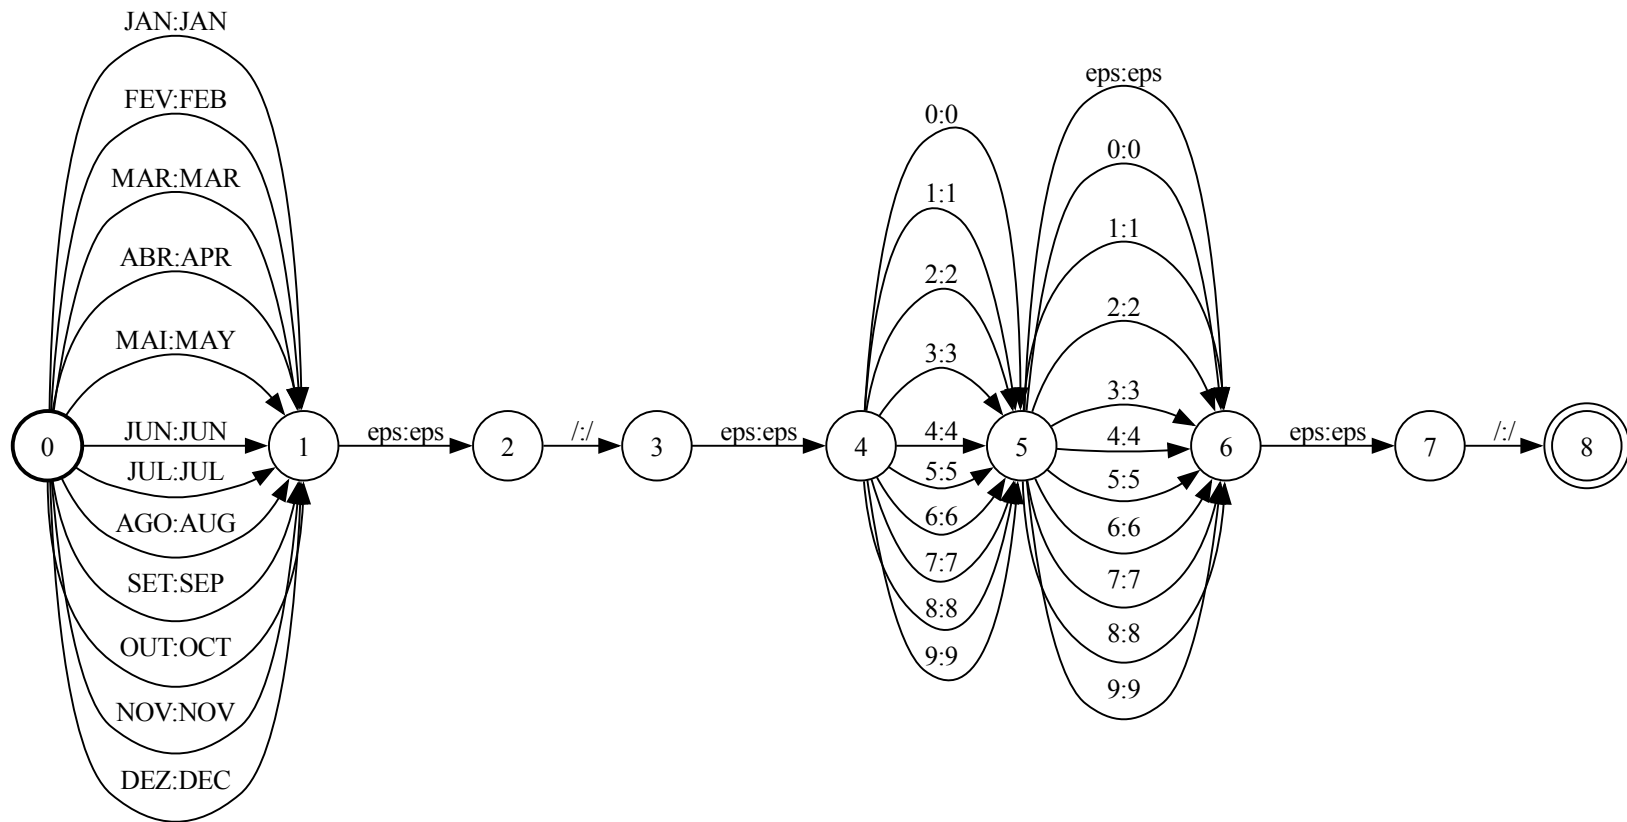 JAN:JAN
FEV:FEB
MAR:MAR
ABR:APR
MAI:MAY
JUN:JUN
JUL:JUL
AGO:AUG
SET:SEP
OUT:OCT
NOV:NOV
DEZ:DEC
0
1
eps:eps
2
/:/
3
eps:eps
4
0:0
1:1
2:2
3:3
4:4
5:5
6:6
7:7
8:8
9:9
5
eps:eps
0:0
1:1
2:2
3:3
4:4
5:5
6:6
7:7
8:8
9:9
6
eps:eps
7
/:/
8